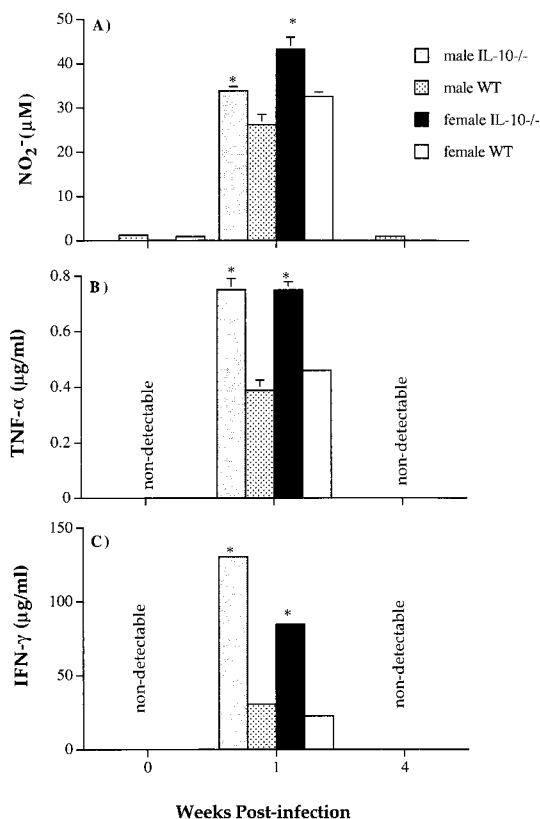 A)
*
*
50
40
30
20
10
0
NO₂⁻(μM)
male IL-10-/-
male WT
female IL-10-/-
female WT
B)
*
*
0.8
0.6
0.4
0.2
0
TNF-α (μg/ml)
non-detectable
non-detectable
C)
*
*
150
100
50
0
IFN-γ (μg/ml)
non-detectable
non-detectable
0 1 4
Weeks Post-infection